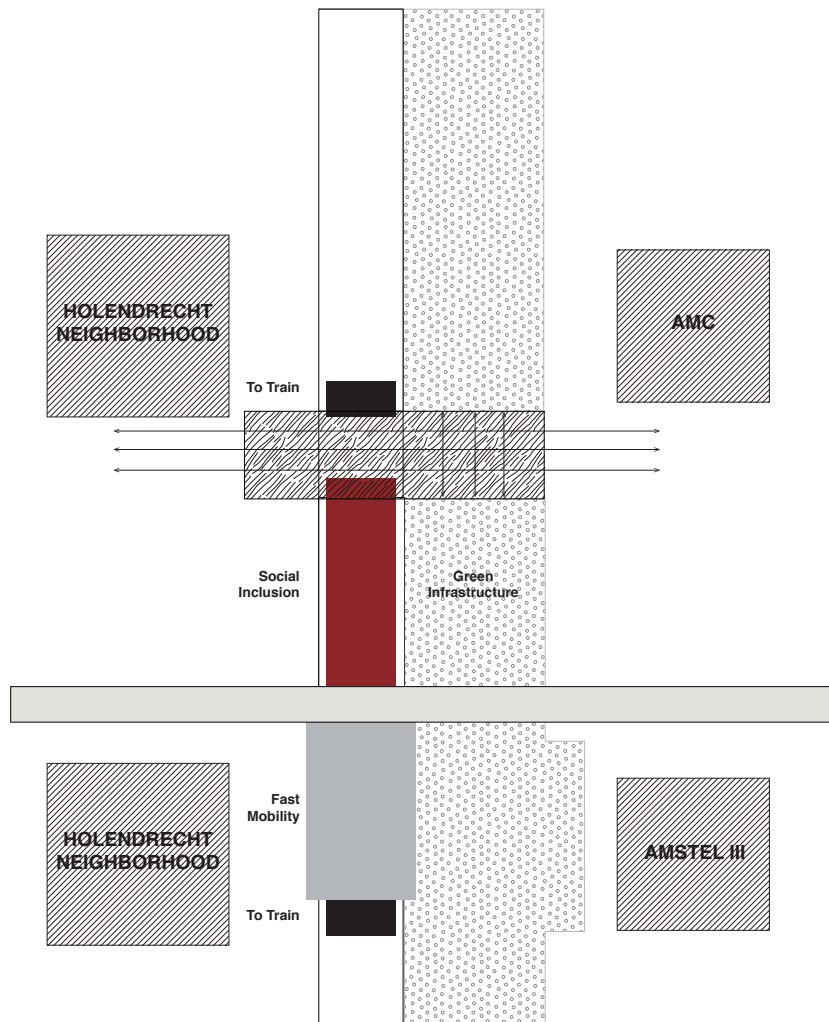 HOLENDRECHT
NEIGHBORHOOD
AMC
To Train
Social
Inclusion
Green
Infrastructure
Fast
Mobility
HOLENDRECHT
NEIGHBORHOOD
AMSTEL III
To Train